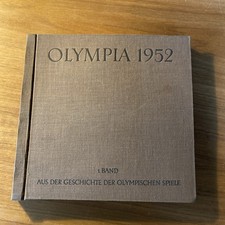 OLYMPIA 1952
1. BAND
AUS DER GESCHICHTE DER OLYMPISCHEN SPIELE